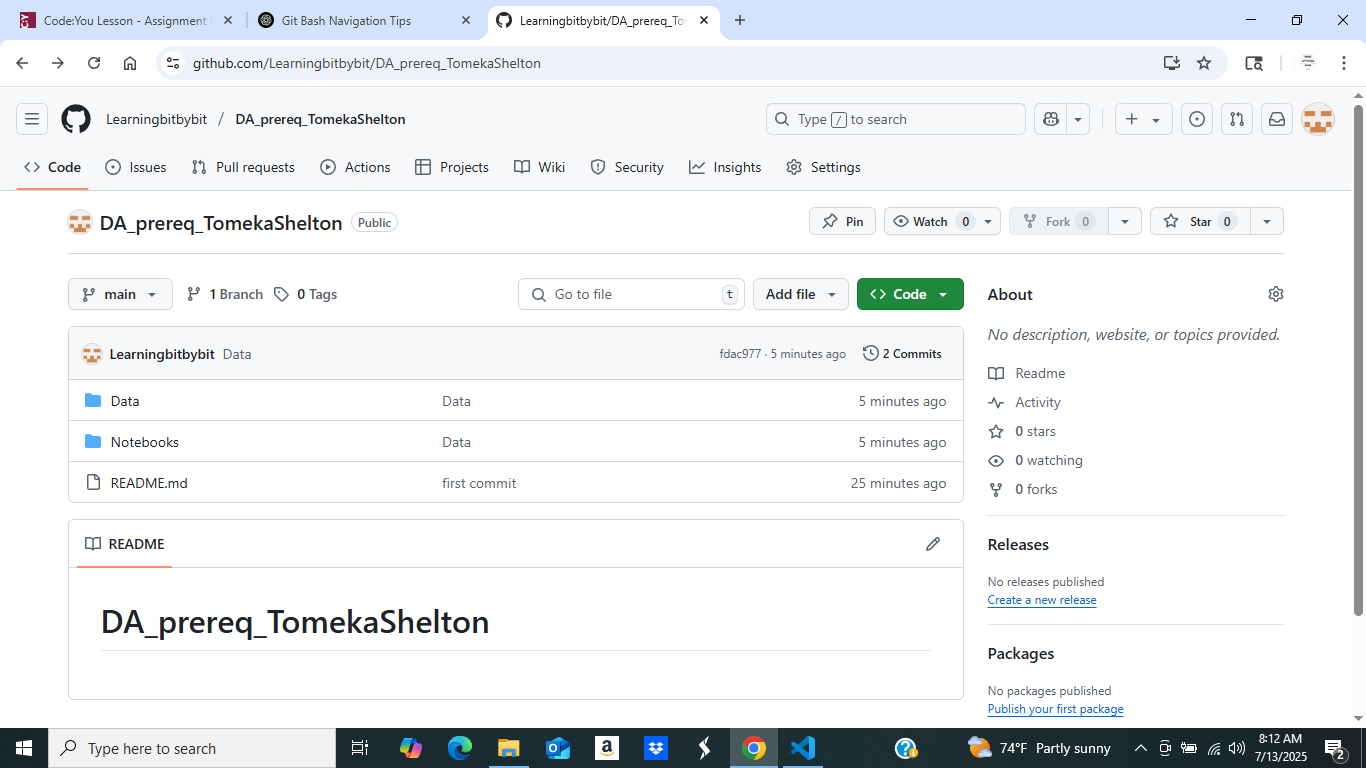 Code:You Lesson - Assignment
Git Bash Navigation Tips
Learningbitbybit/DA_prereq_To
github.com/Learningbitbybit/DA_prereq_TomekaShelton
Learningbitbybit / DA_prereq_TomekaShelton
Type / to search
Code Issues Pull requests Actions Projects Wiki Security Insights Settings
DA_prereq_TomekaShelton Public
Pin Watch 0 Fork 0 Star 0
main 1 Branch 0 Tags
Go to file t Add file Code
Learningbitbybit Data fdac977 · 5 minutes ago 2 Commits
Data Data 5 minutes ago
Notebooks Data 5 minutes ago
README.md first commit 25 minutes ago
README
DA_prereq_TomekaShelton
About
No description, website, or topics provided.
Readme
Activity
0 stars
0 watching
0 forks
Releases
No releases published
Create a new release
Packages
No packages published
Publish your first package
Type here to search
74°F Partly sunny
8:12 AM
7/13/2025
2